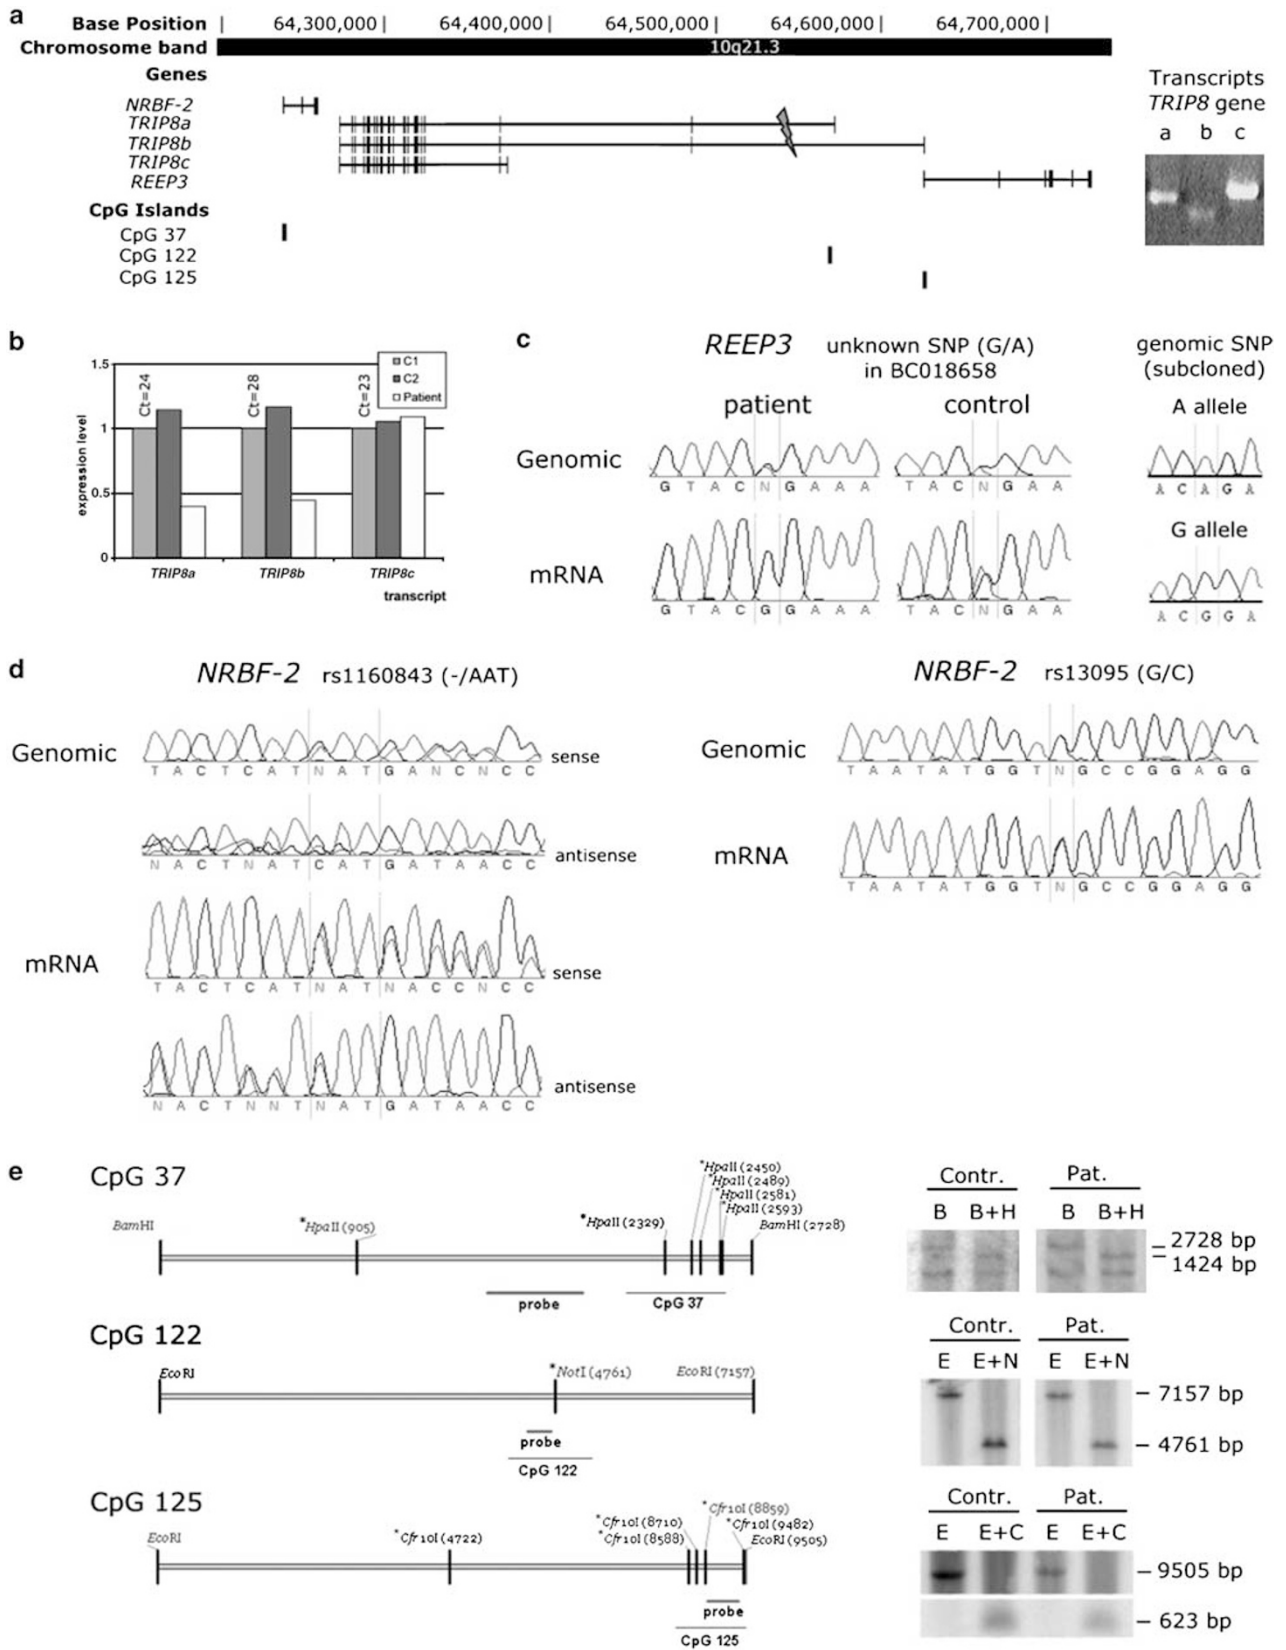 a
Base Position | 64,300,000 | 64,400,000 | 64,500,000 | 64,600,000 | 64,700,000 |
Chromosome band 10q21.3
Genes
NRBF-2
TRIP8a
TRIP8b
TRIP8c
REEP3
CpG Islands
CpG 37
CpG 122
CpG 125
Transcripts
TRIP8 gene
a b c
b
1.5
1
0.5
0
expression level
Ct=24
Ct=28
Ct=23
C1
C2
Patient
TRIP8a TRIP8b TRIP8c
transcript
c
REEP3 unknown SNP (G/A)
in BC018658
genomic SNP
(subcloned)
patient control
A allele
Genomic
G T A C N G A A A
T A C N G A A
A C A G A
G allele
mRNA
G T A C G G A A A
T A C N G A A
A C G G A
d
NRBF-2 rs1160843 (-/AAT)
Genomic
sense
T A C T C A T N A T G A N C N C C
antisense
N A C T N A T C A T G A T A A C C
mRNA
sense
T A C T C A T N A T N A C C N C C
antisense
N A C T N N T N A T G A T A A C C
NRBF-2 rs13095 (G/C)
Genomic
T A A T A T G G T N G C C G G A G G
mRNA
T A A T A T G G T N G C C G G A G G
e
CpG 37
BamHI
*HpaII (905)
*HpaII (2329)
*HpaII (2450)
*HpaII (2489)
*HpaII (2581)
*HpaII (2593)
BamHI (2728)
probe
CpG 37
Contr. Pat.
B B+H B B+H
2728 bp
1424 bp
CpG 122
EcoRI
*NotI (4761)
EcoRI (7157)
probe
CpG 122
Contr. Pat.
E E+N E E+N
7157 bp
4761 bp
CpG 125
EcoRI
*Cfr10I (4722)
*Cfr10I (8710)
*Cfr10I (8588)
*Cfr10I (8859)
*Cfr10I (9482)
EcoRI (9505)
probe
CpG 125
Contr. Pat.
E E+C E E+C
9505 bp
623 bp